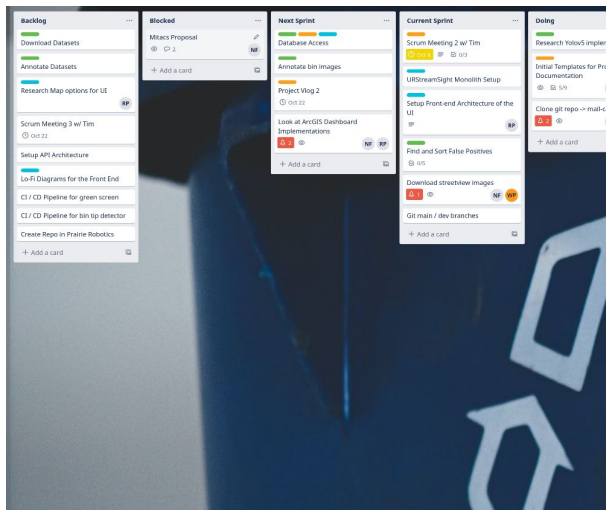 Backlog
Download Datasets
Annotate Datasets
Research Map options for UI
RP
Scrum Meeting 3 w/ Tim
Oct 22
Setup API Architecture
Lo-Fi Diagrams for the Front End
CI / CD Pipeline for green screen
CI / CD Pipeline for bin tip detector
Create Repo in Prairie Robotics
+ Add a card
Blocked
Mitacs Proposal
2
NF
+ Add a card
Next Sprint
Database Access
Annotate bin images
Project Vlog 2
Oct 22
Look at ArcGIS Dashboard
Implementations
2
NF RP
+ Add a card
Current Sprint
Scrum Meeting 2 w/ Tim
0/3
URStreamSight Monolith Setup
Setup Front-end Architecture of the
UI
RP
Find and Sort False Positives
0/5
Download streetview images
1
NF WP
Git main / dev branches
+ Add a card
Doing
Research Yolov5 implem
Initial Templates for Pro
Documentation
5/9
Clone git repo -> mail-c
2
+ Add a card